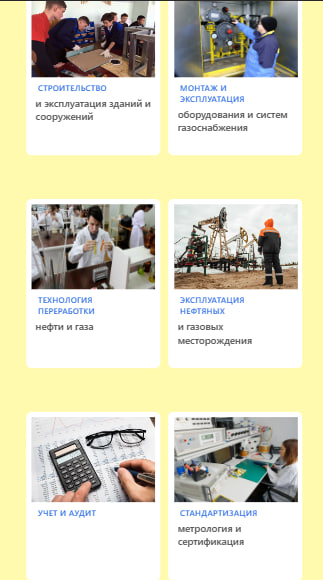 СТРОИТЕЛЬСТВО
и эксплуатация зданий и
сооружений
МОНТАЖ И
ЭКСПЛУАТАЦИЯ
оборудования и систем
газоснабжения
ТЕХНОЛОГИЯ
ПЕРЕРАБОТКИ
нефти и газа
ЭКСПЛУАТАЦИЯ
НЕФТЯНЫХ
и газовых
месторождения
УЧЕТ И АУДИТ
СТАНДАРТИЗАЦИЯ
метрология и
сертификация